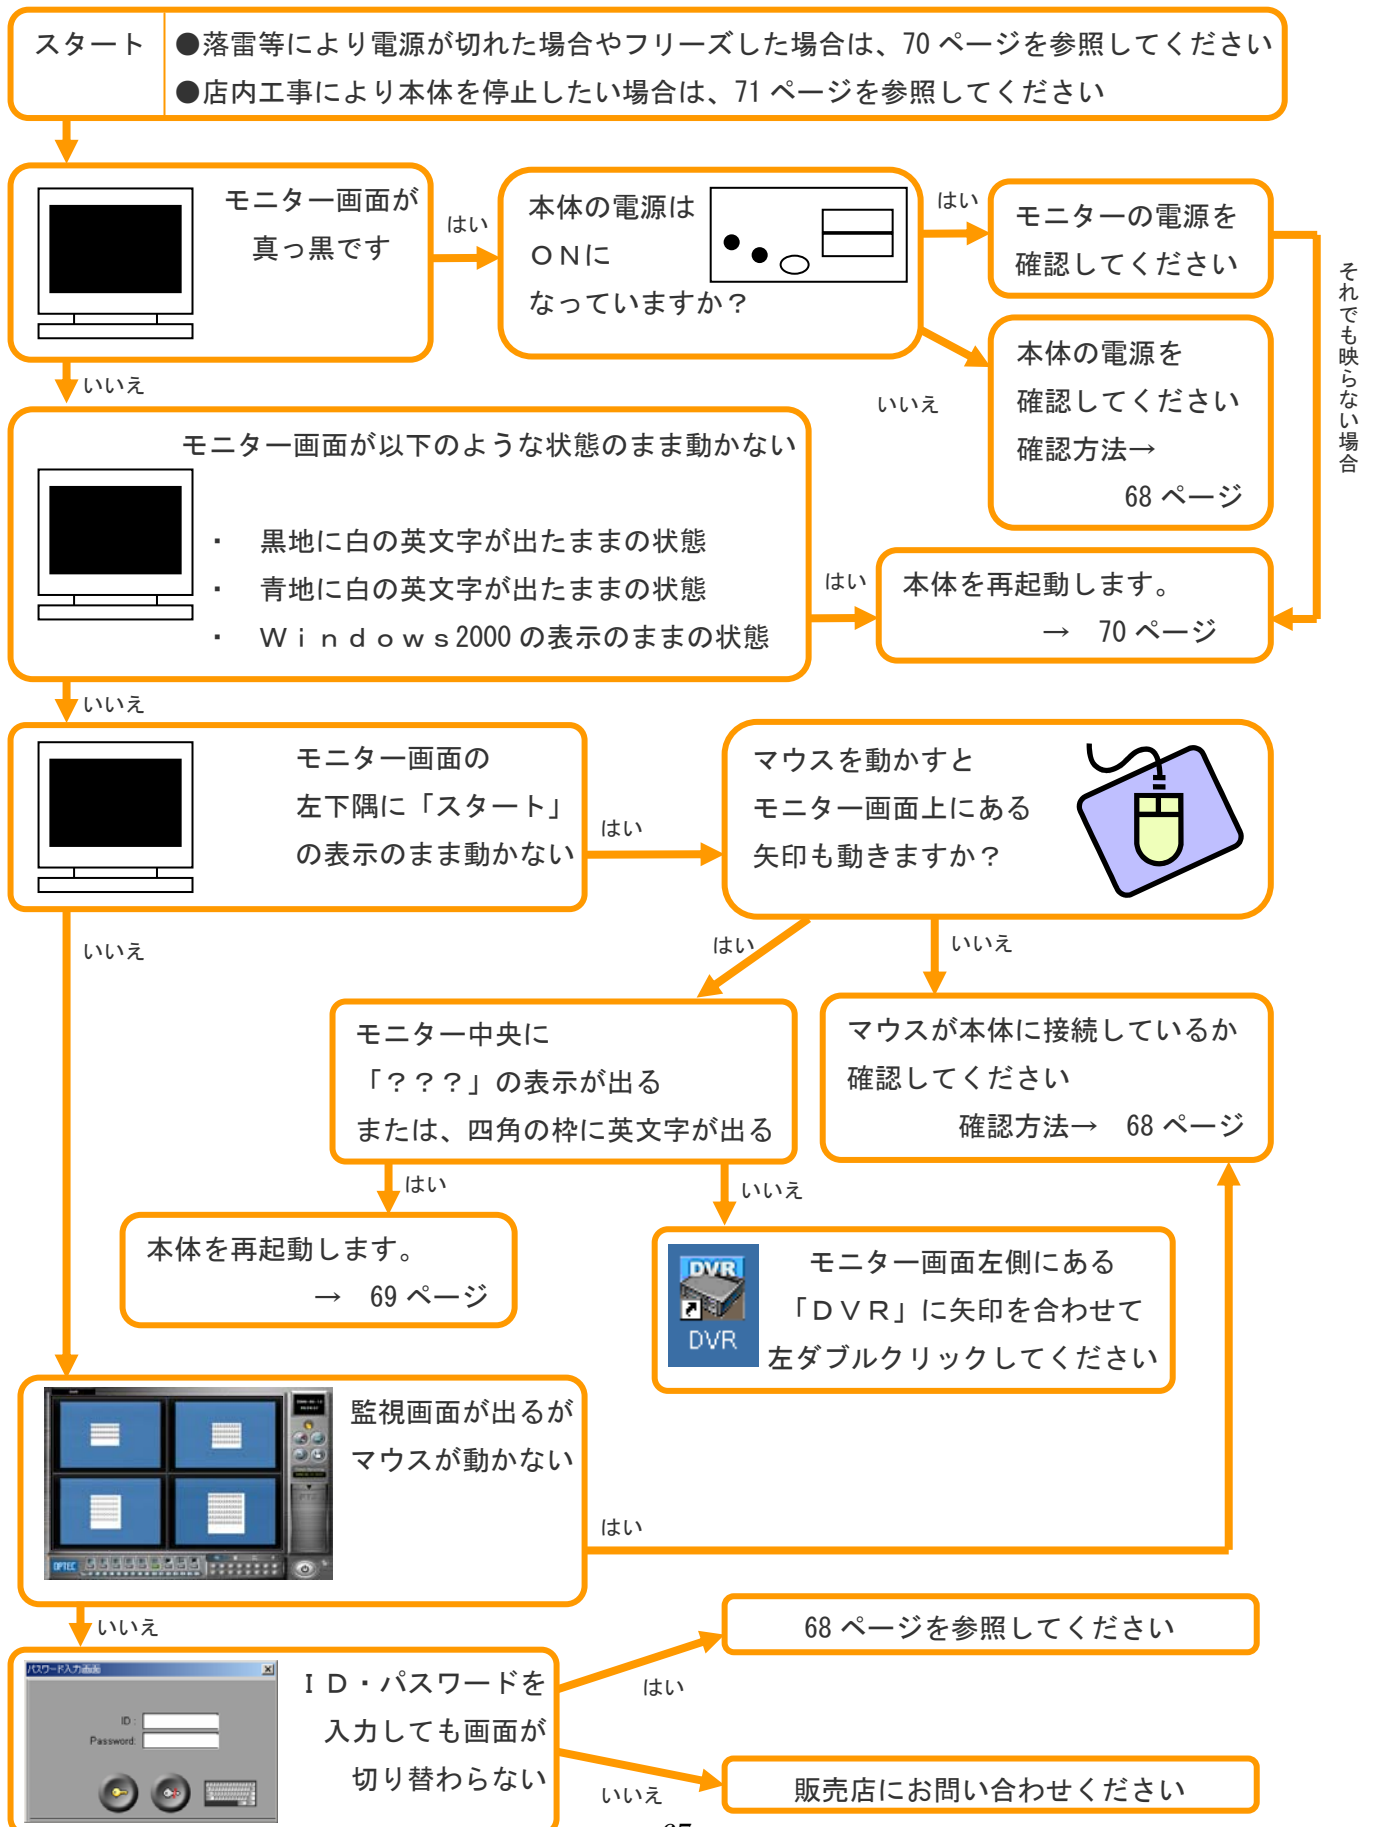 スタート
●落雷等により電源が切れた場合やフリーズした場合は、70 ページを参照してください
●店内工事により本体を停止したい場合は、71 ページを参照してください
モニター画面が
真っ黒です
はい
本体の電源は
ＯＮに
なっていますか？
はい
モニターの電源を
確認してください
それでも映らない場合
いいえ
本体の電源を
確認してください
確認方法→
68 ページ
いいえ
モニター画面が以下のような状態のまま動かない
・ 黒地に白の英文字が出たままの状態
・ 青地に白の英文字が出たままの状態
・ Ｗｉｎｄｏｗｓ2000 の表示のままの状態
はい
本体を再起動します。
→ 70 ページ
いいえ
モニター画面の
左下隅に「スタート」
の表示のまま動かない
はい
マウスを動かすと
モニター画面上にある
矢印も動きますか？
いいえ
はい
いいえ
モニター中央に
「？？？」の表示が出る
または、四角の枠に英文字が出る
マウスが本体に接続しているか
確認してください
確認方法→ 68 ページ
はい
いいえ
本体を再起動します。
→ 69 ページ
DVR
DVR
モニター画面左側にある
「ＤＶＲ」に矢印を合わせて
左ダブルクリックしてください
監視画面が出るが
マウスが動かない
OPTEC
はい
いいえ
68 ページを参照してください
はい
パスワード入力
ID :
Password:
ＩＤ・パスワードを
入力しても画面が
切り替わらない
いいえ
販売店にお問い合わせください